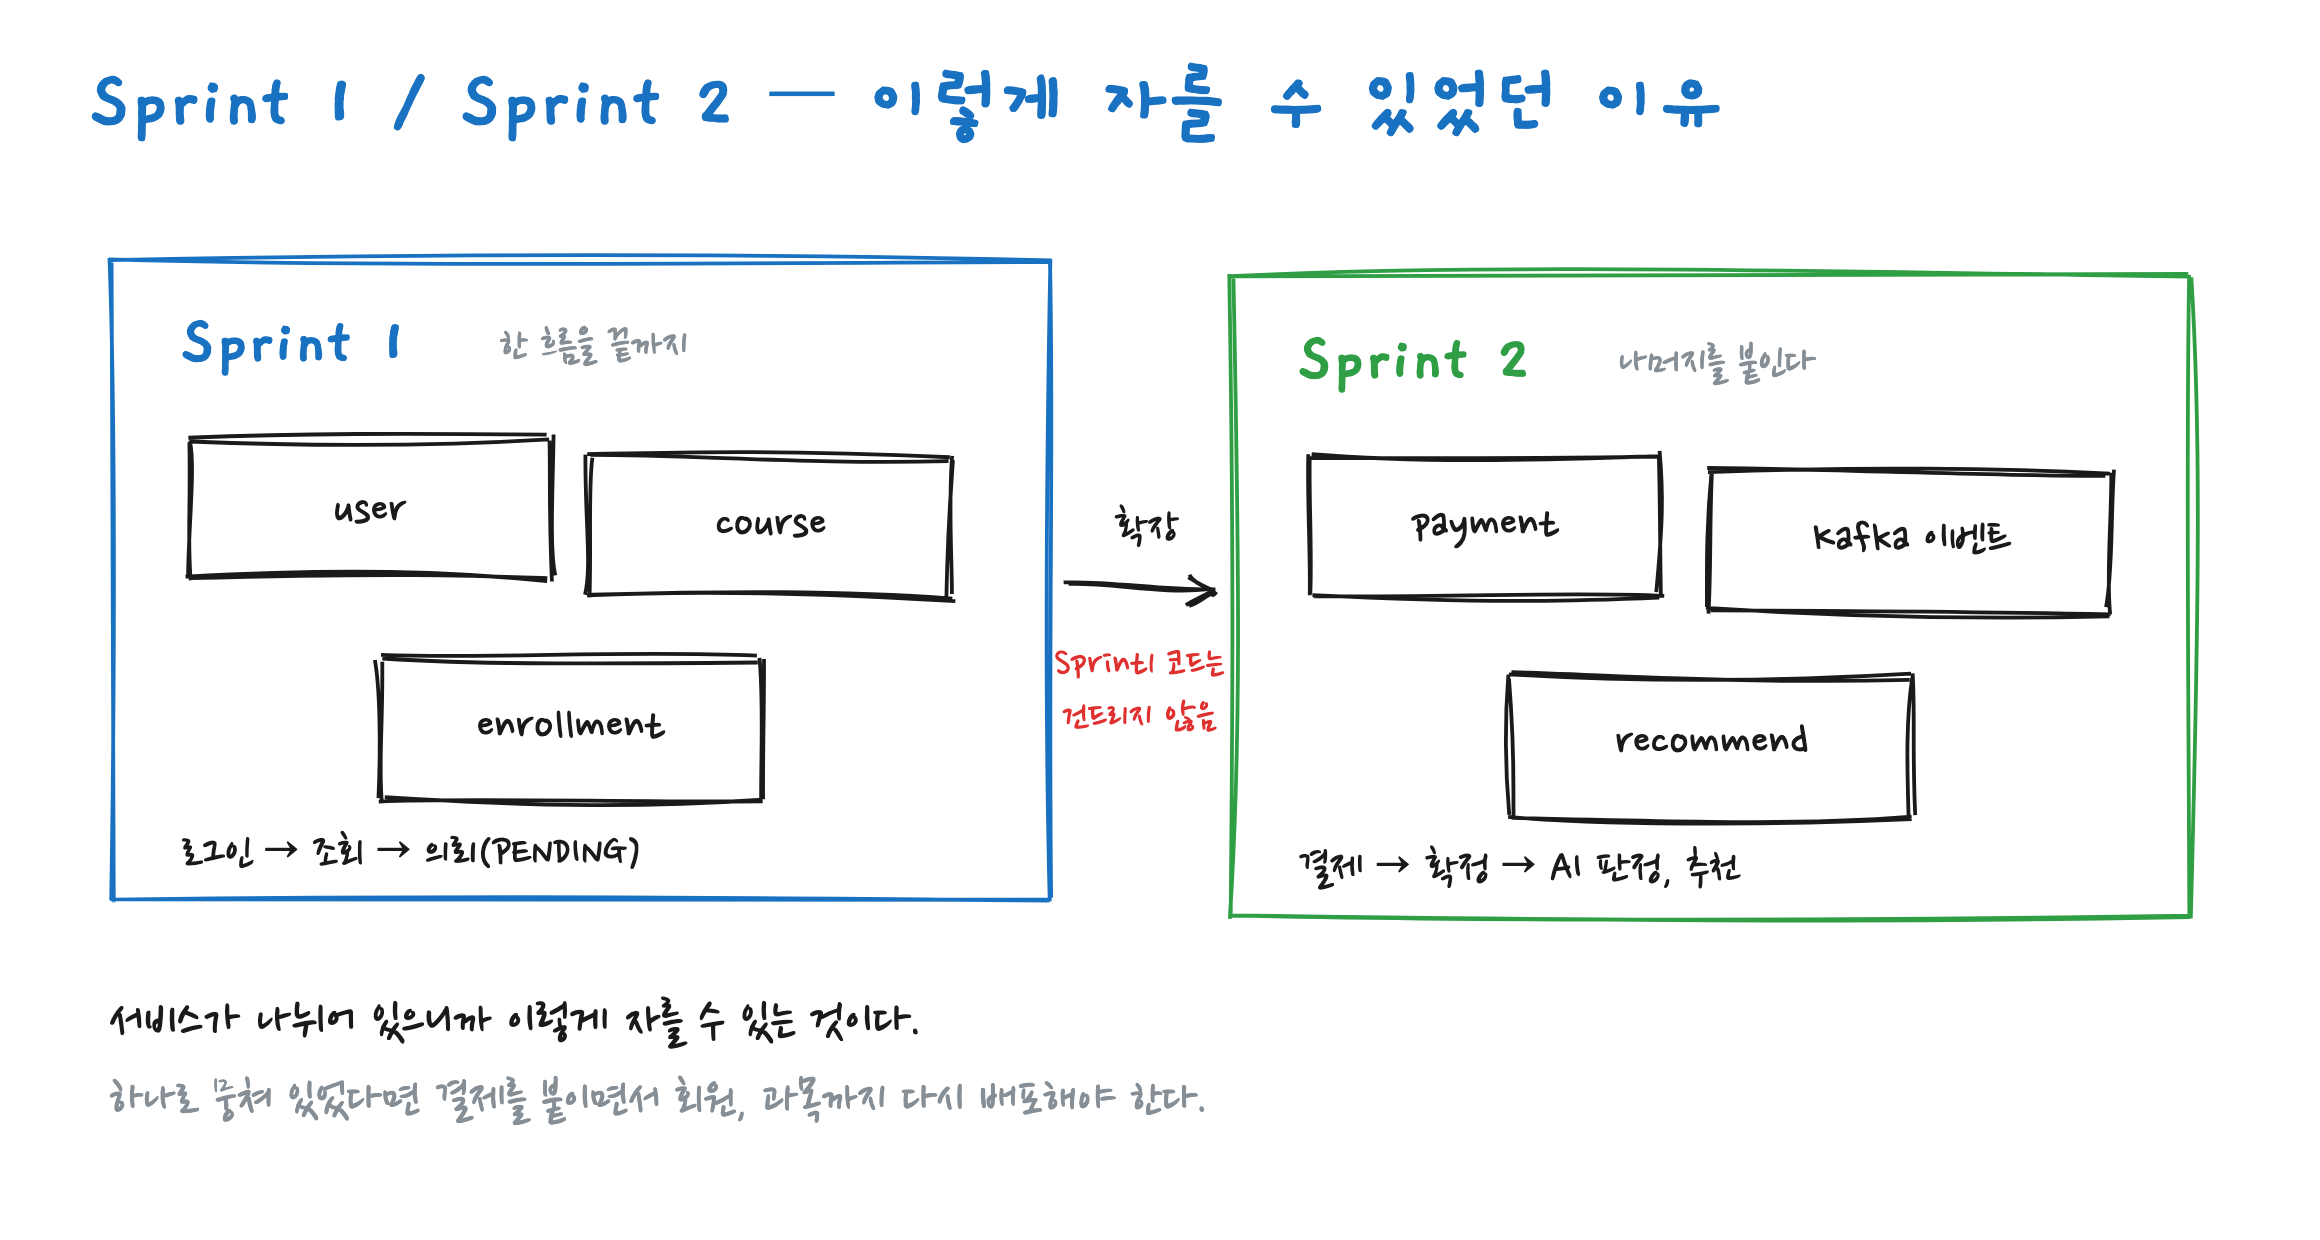 Sprint 1 / Sprint 2 — 이렇게 자를 수 있었던 이유
Sprint 1
한 흐름을 끝까지
user
course
enrollment
로그인 → 조회 → 의뢰(PENDING)
확장
Sprint1 코드는
건드리지 않음
Sprint 2
나머지를 붙인다
payment
kafka 이벤트
recommend
결제 → 확정 → AI 판정, 추천
서비스가 나뉘어 있으니까 이렇게 자를 수 있는 것이다.
하나로 뭉쳐 있었다면 결제를 붙이면서 회원, 과목까지 다시 배포해야 한다.